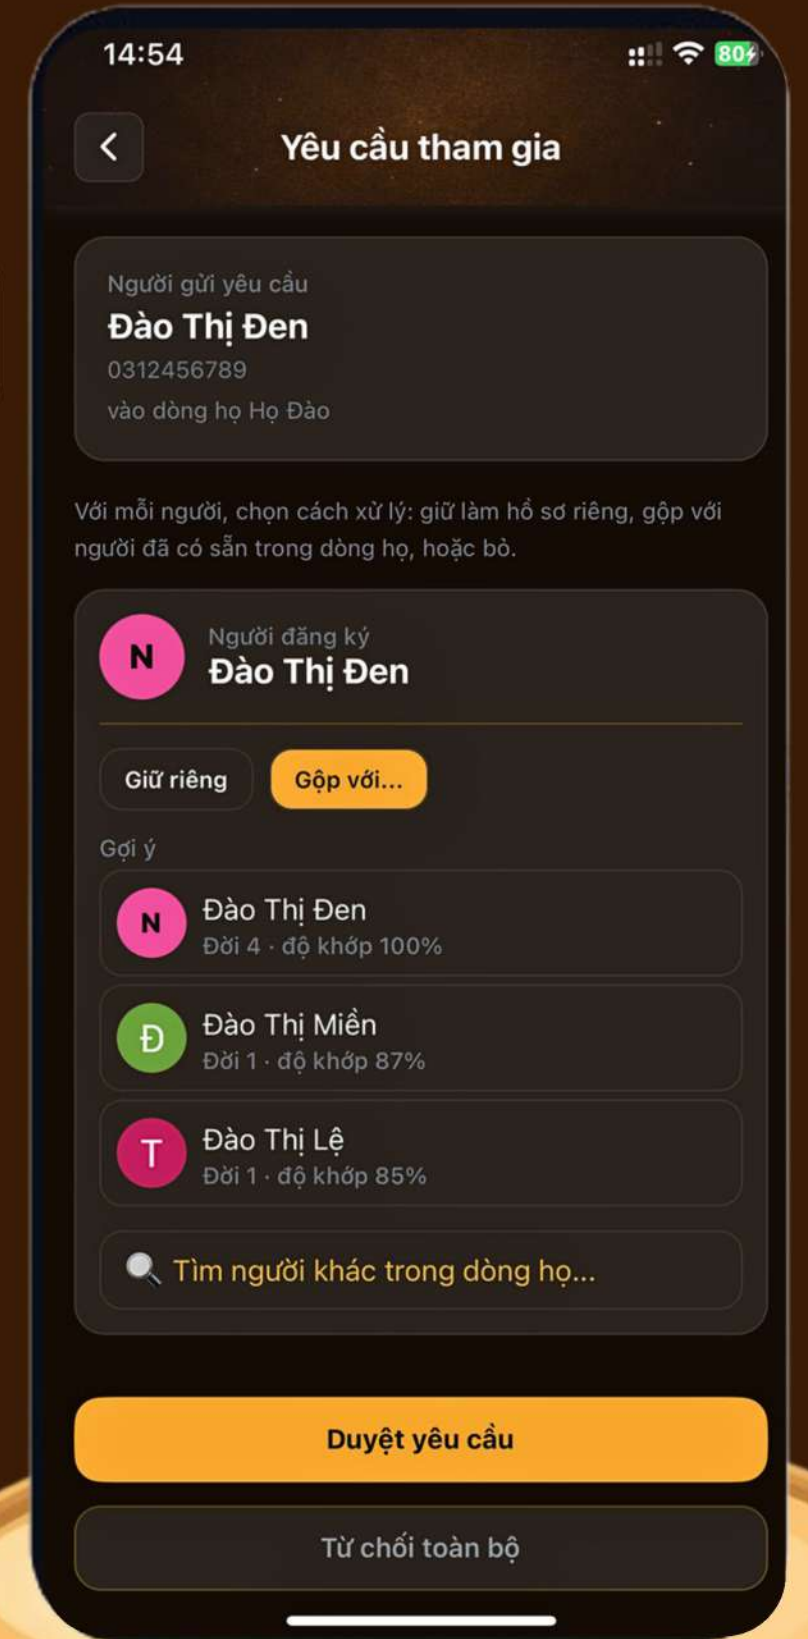 14:54
80
Yêu cầu tham gia
Người gửi yêu cầu
Đào Thị Đen
0312456789
vào dòng họ Họ Đào
Với mỗi người, chọn cách xử lý: giữ làm hồ sơ riêng, gộp với
người đã có sẵn trong dòng họ, hoặc bỏ.
N
Người đăng ký
Đào Thị Đen
Giữ riêng
Gộp với...
Gợi ý
N
Đào Thị Đen
Đời 4 · độ khớp 100%
Đ
Đào Thị Miền
Đời 1 · độ khớp 87%
T
Đào Thị Lệ
Đời 1 · độ khớp 85%
Tìm người khác trong dòng họ...
Duyệt yêu cầu
Từ chối toàn bộ